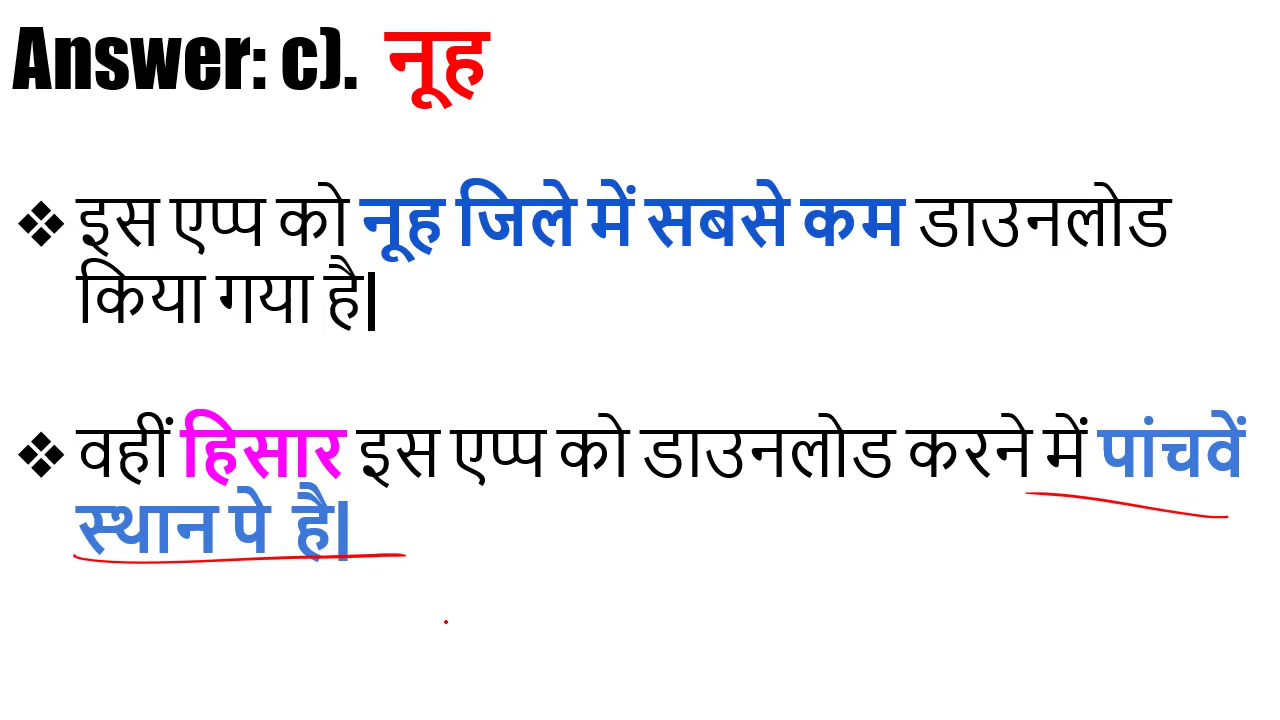 Answer: c). नूह
❖ इस एप्प को नूह जिले में सबसे कम डाउनलोड
किया गया है|
❖ वहीं हिसार इस एप्प को डाउनलोड करने में पांचवें
स्थान पे है|